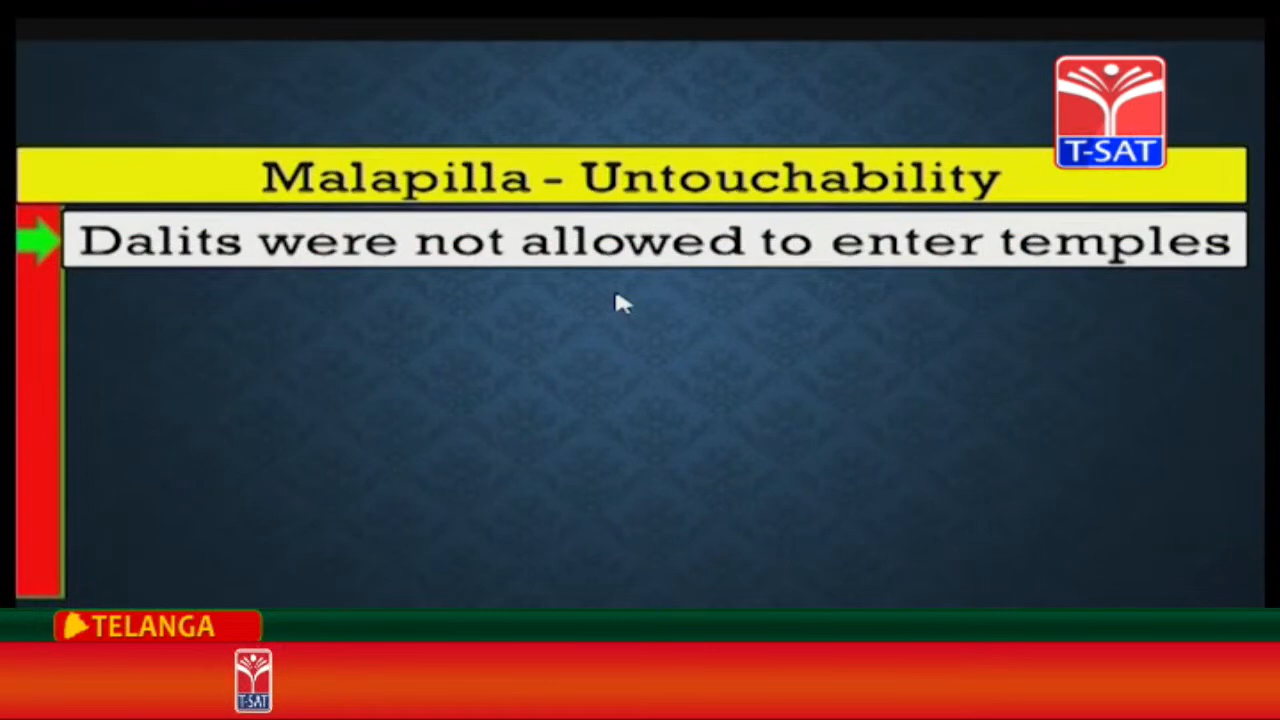 T-SAT
Malapilla - Untouchability
Dalits were not allowed to enter temples
TELANGA
T-SAT